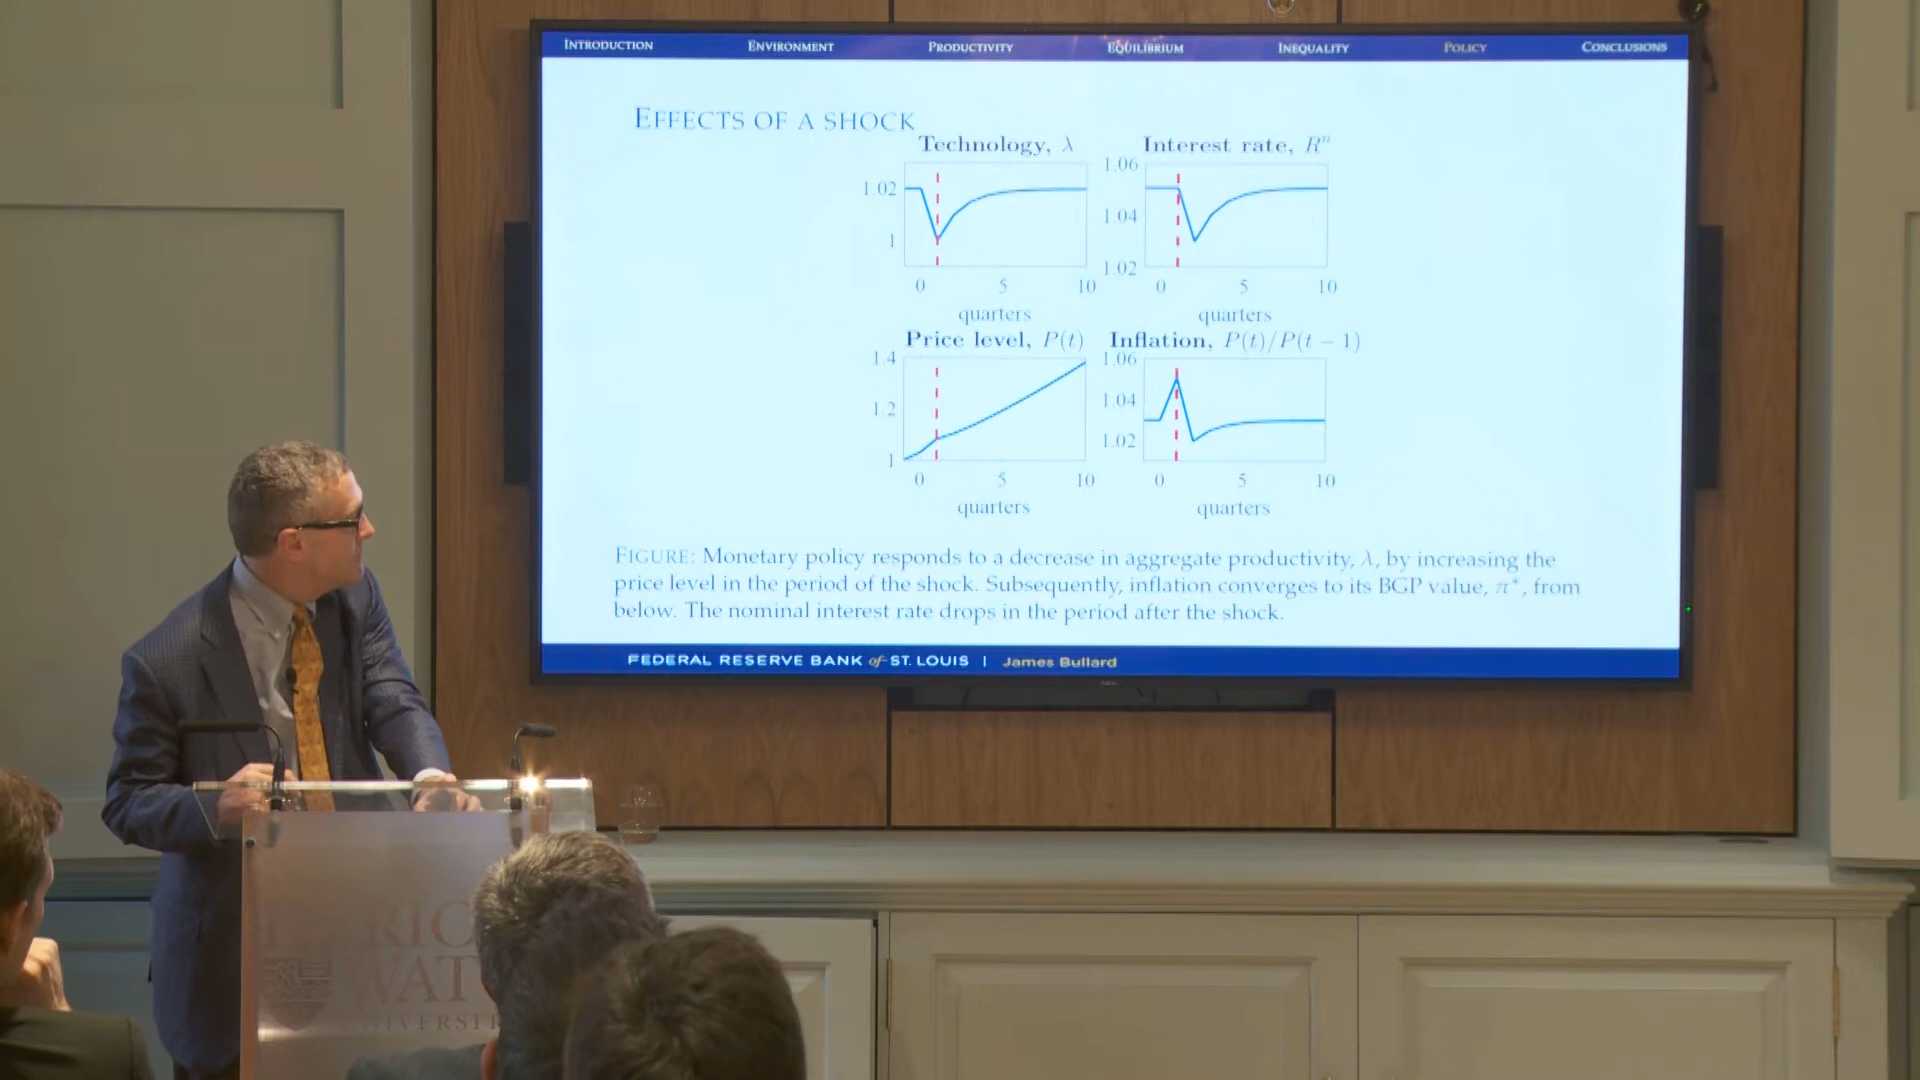 INTRODUCTION ENVIRONMENT PRODUCTIVITY EQUILIBRIUM INEQUALITY POLICY CONCLUSIONS
EFFECTS OF A SHOCK
Technology, λ
1.02
1
0 5 10
quarters
Interest rate, Rⁿ
1.06
1.04
1.02
0 5 10
quarters
Price level, P(t)
1.4
1.2
1
0 5 10
quarters
Inflation, P(t)/P(t − 1)
1.06
1.04
1.02
0 5 10
quarters
FIGURE: Monetary policy responds to a decrease in aggregate productivity, λ, by increasing the
price level in the period of the shock. Subsequently, inflation converges to its BGP value, π*, from
below. The nominal interest rate drops in the period after the shock.
FEDERAL RESERVE BANK of ST. LOUIS | James Bullard